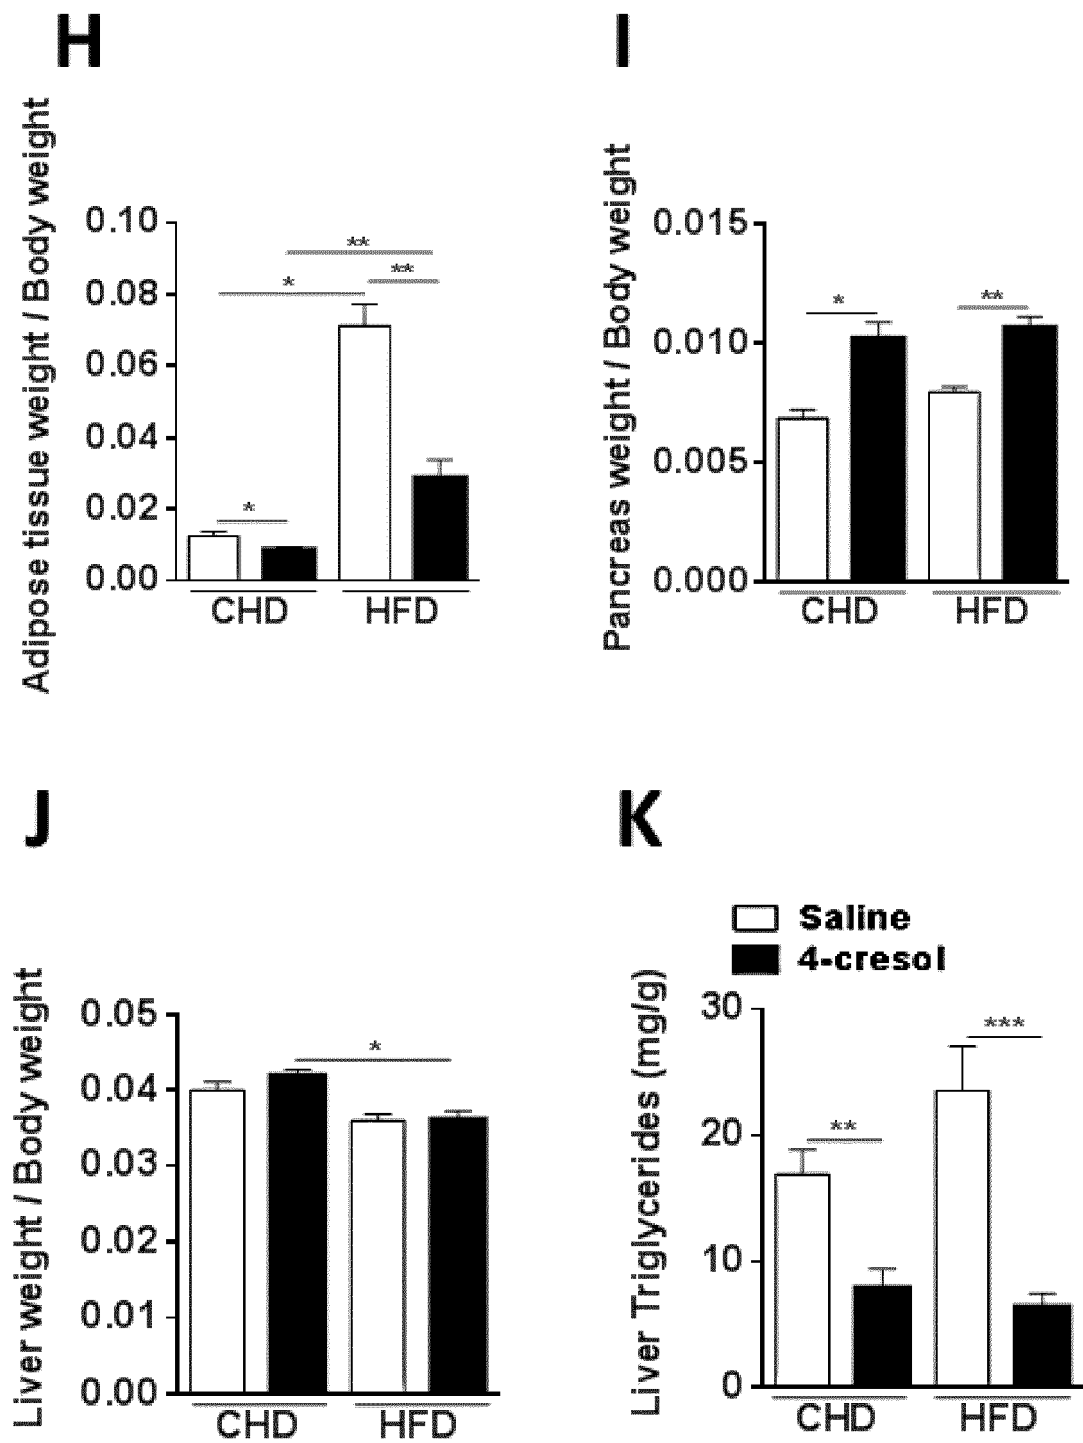 H
Adipose tissue weight / Body weight
0.10
0.08
0.06
0.04
0.02
0.00
**
**
*
*
CHD
HFD
I
Pancreas weight / Body weight
0.015
0.010
0.005
0.000
*
**
CHD
HFD
J
Liver weight / Body weight
0.05
0.04
0.03
0.02
0.01
0.00
*
CHD
HFD
K
Saline
4-cresol
Liver Triglycerides (mg/g)
30
20
10
0
**
***
CHD
HFD